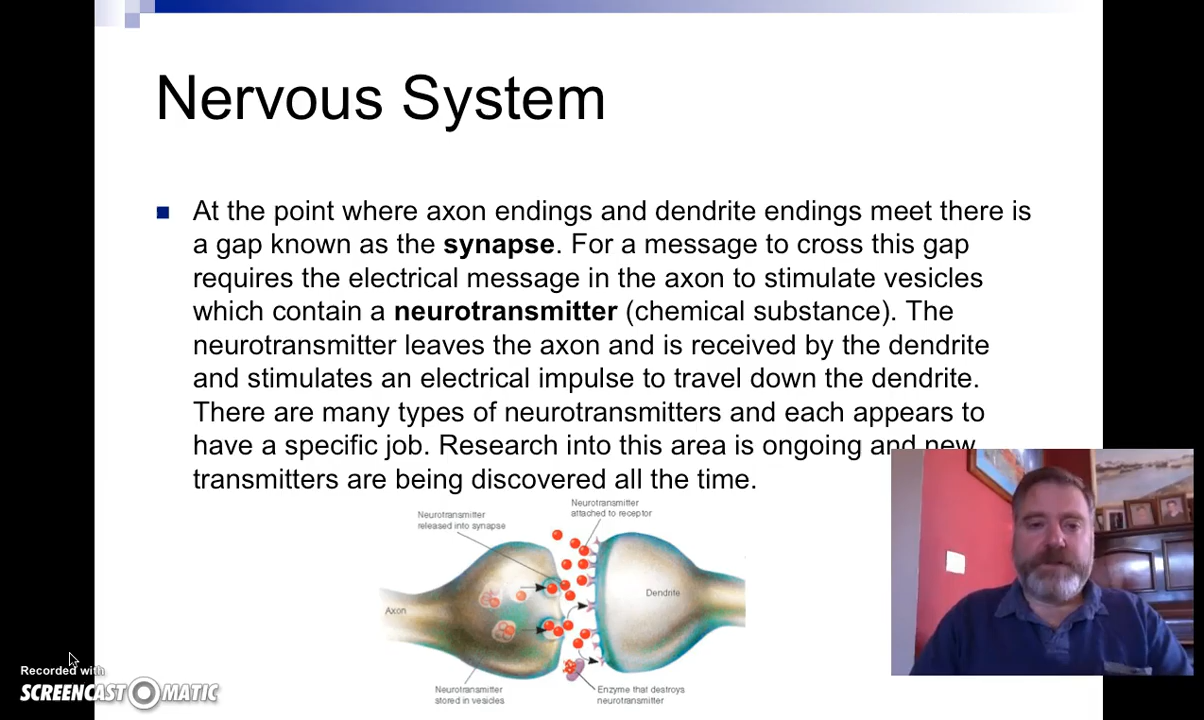 Nervous System
At the point where axon endings and dendrite endings meet there is
a gap known as the synapse. For a message to cross this gap
requires the electrical message in the axon to stimulate vesicles
which contain a neurotransmitter (chemical substance). The
neurotransmitter leaves the axon and is received by the dendrite
and stimulates an electrical impulse to travel down the dendrite.
There are many types of neurotransmitters and each appears to
have a specific job. Research into this area is ongoing and new
transmitters are being discovered all the time.
Neurotransmitter
attached to receptor
Neurotransmitter
released into synapse
Dendrite
Axon
Neurotransmitter
stored in vesicles
Enzyme that destroys
neurotransmitter
Recorded with
SCREENCAST O MATIC